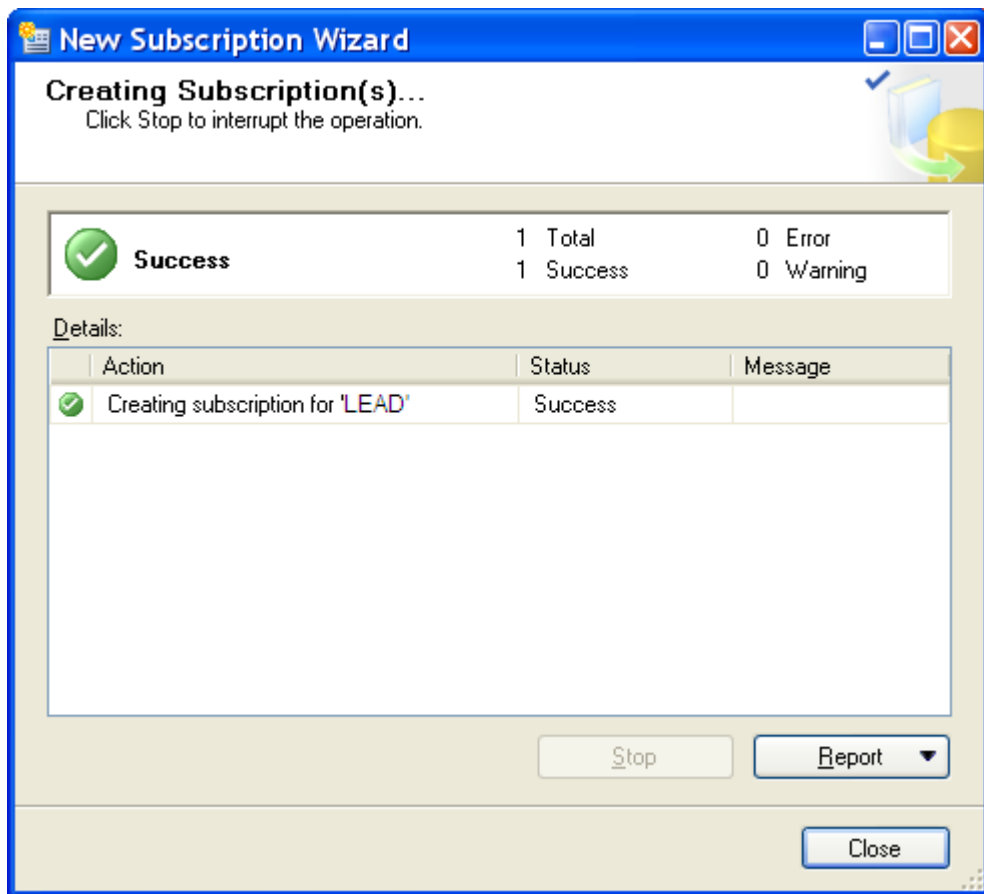 New Subscription Wizard
Creating Subscription(s)...
Click Stop to interrupt the operation.
Success 1 Total 0 Error
1 Success 0 Warning
Details:
Action Status Message
Creating subscription for 'LEAD' Success
Stop Report
Close